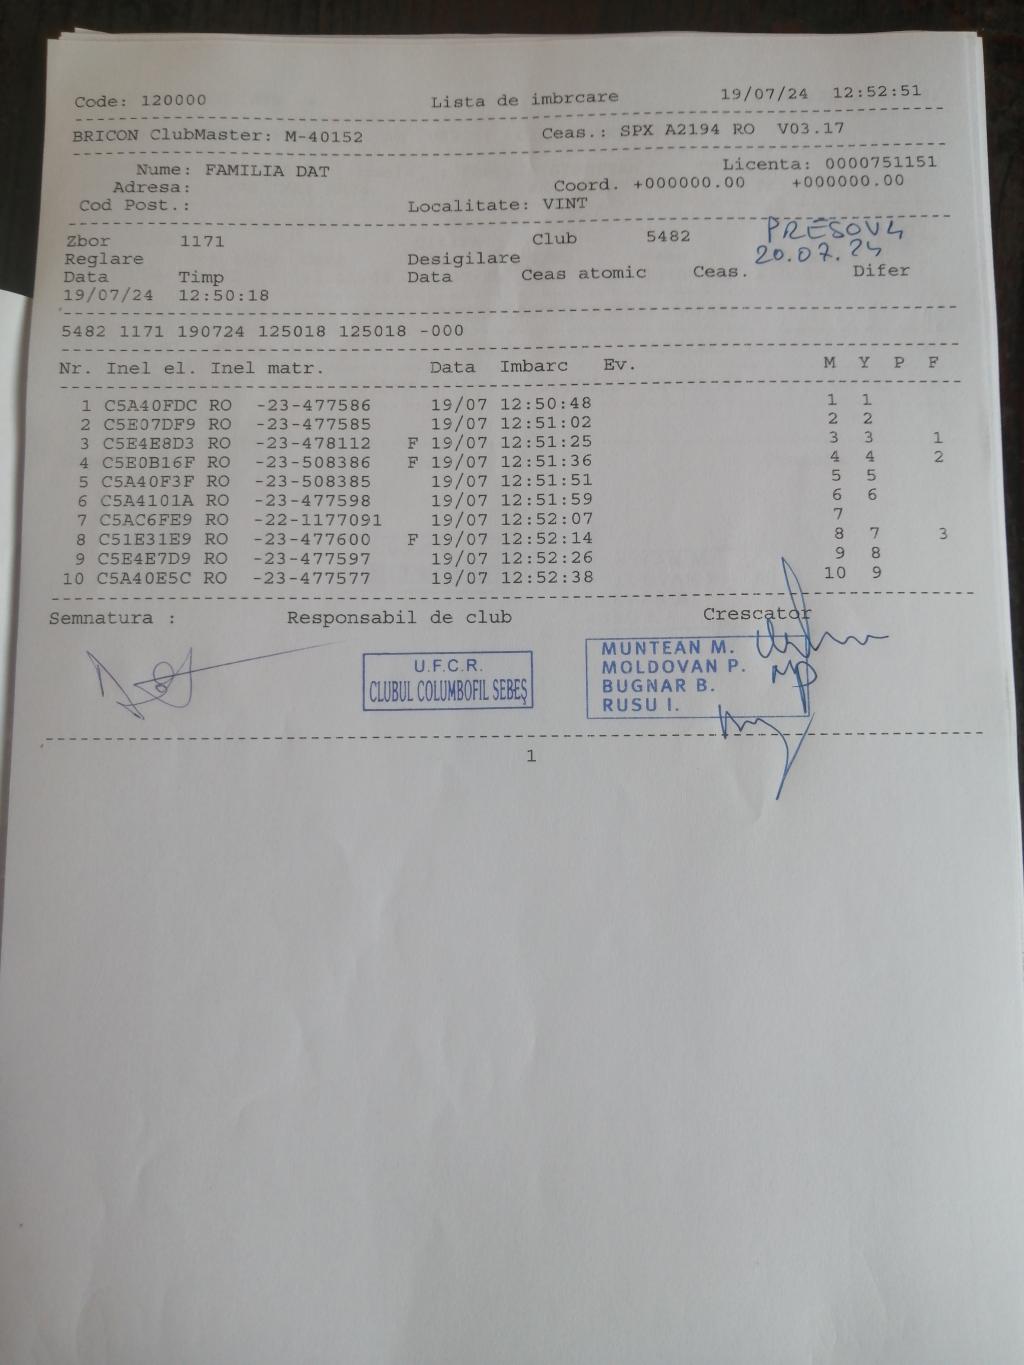 Code: 120000 Lista de imbrcare 19/07/24 12:52:51
BRICON ClubMaster: M-40152 Ceas.: SPX A2194 RO V03.17
Nume: FAMILIA DAT Licenta: 0000751151
Adresa: Coord. +000000.00 +000000.00
Cod Post.: Localitate: VINT
Zbor 1171 Club 5482 PRESOV4
Reglare Desigilare 20.07.24
Data Timp Data Ceas atomic Ceas. Difer
19/07/24 12:50:18
5482 1171 190724 125018 125018 -000
Nr. Inel el. Inel matr. Data Imbarc Ev. M Y P F
1 C5A40FDC RO -23-477586 19/07 12:50:48 1 1
2 C5E07DF9 RO -23-477585 19/07 12:51:02 2 2
3 C5E4E8D3 RO -23-478112 F 19/07 12:51:25 3 3 1
4 C5E0B16F RO -23-508386 F 19/07 12:51:36 4 4 2
5 C5A40F3F RO -23-508385 19/07 12:51:51 5 5
6 C5A4101A RO -23-477598 19/07 12:51:59 6 6
7 C5AC6FE9 RO -22-1177091 19/07 12:52:07 7
8 C51E31E9 RO -23-477600 F 19/07 12:52:14 8 7 3
9 C5E4E7D9 RO -23-477597 19/07 12:52:26 9 8
10 C5A40E5C RO -23-477577 19/07 12:52:38 10 9
Semnatura : Responsabil de club Crescator
U.F.C.R.
CLUBUL COLUMBOFIL SEBEŞ
MUNTEAN M.
MOLDOVAN P.
BUGNAR B.
RUSU I.
1